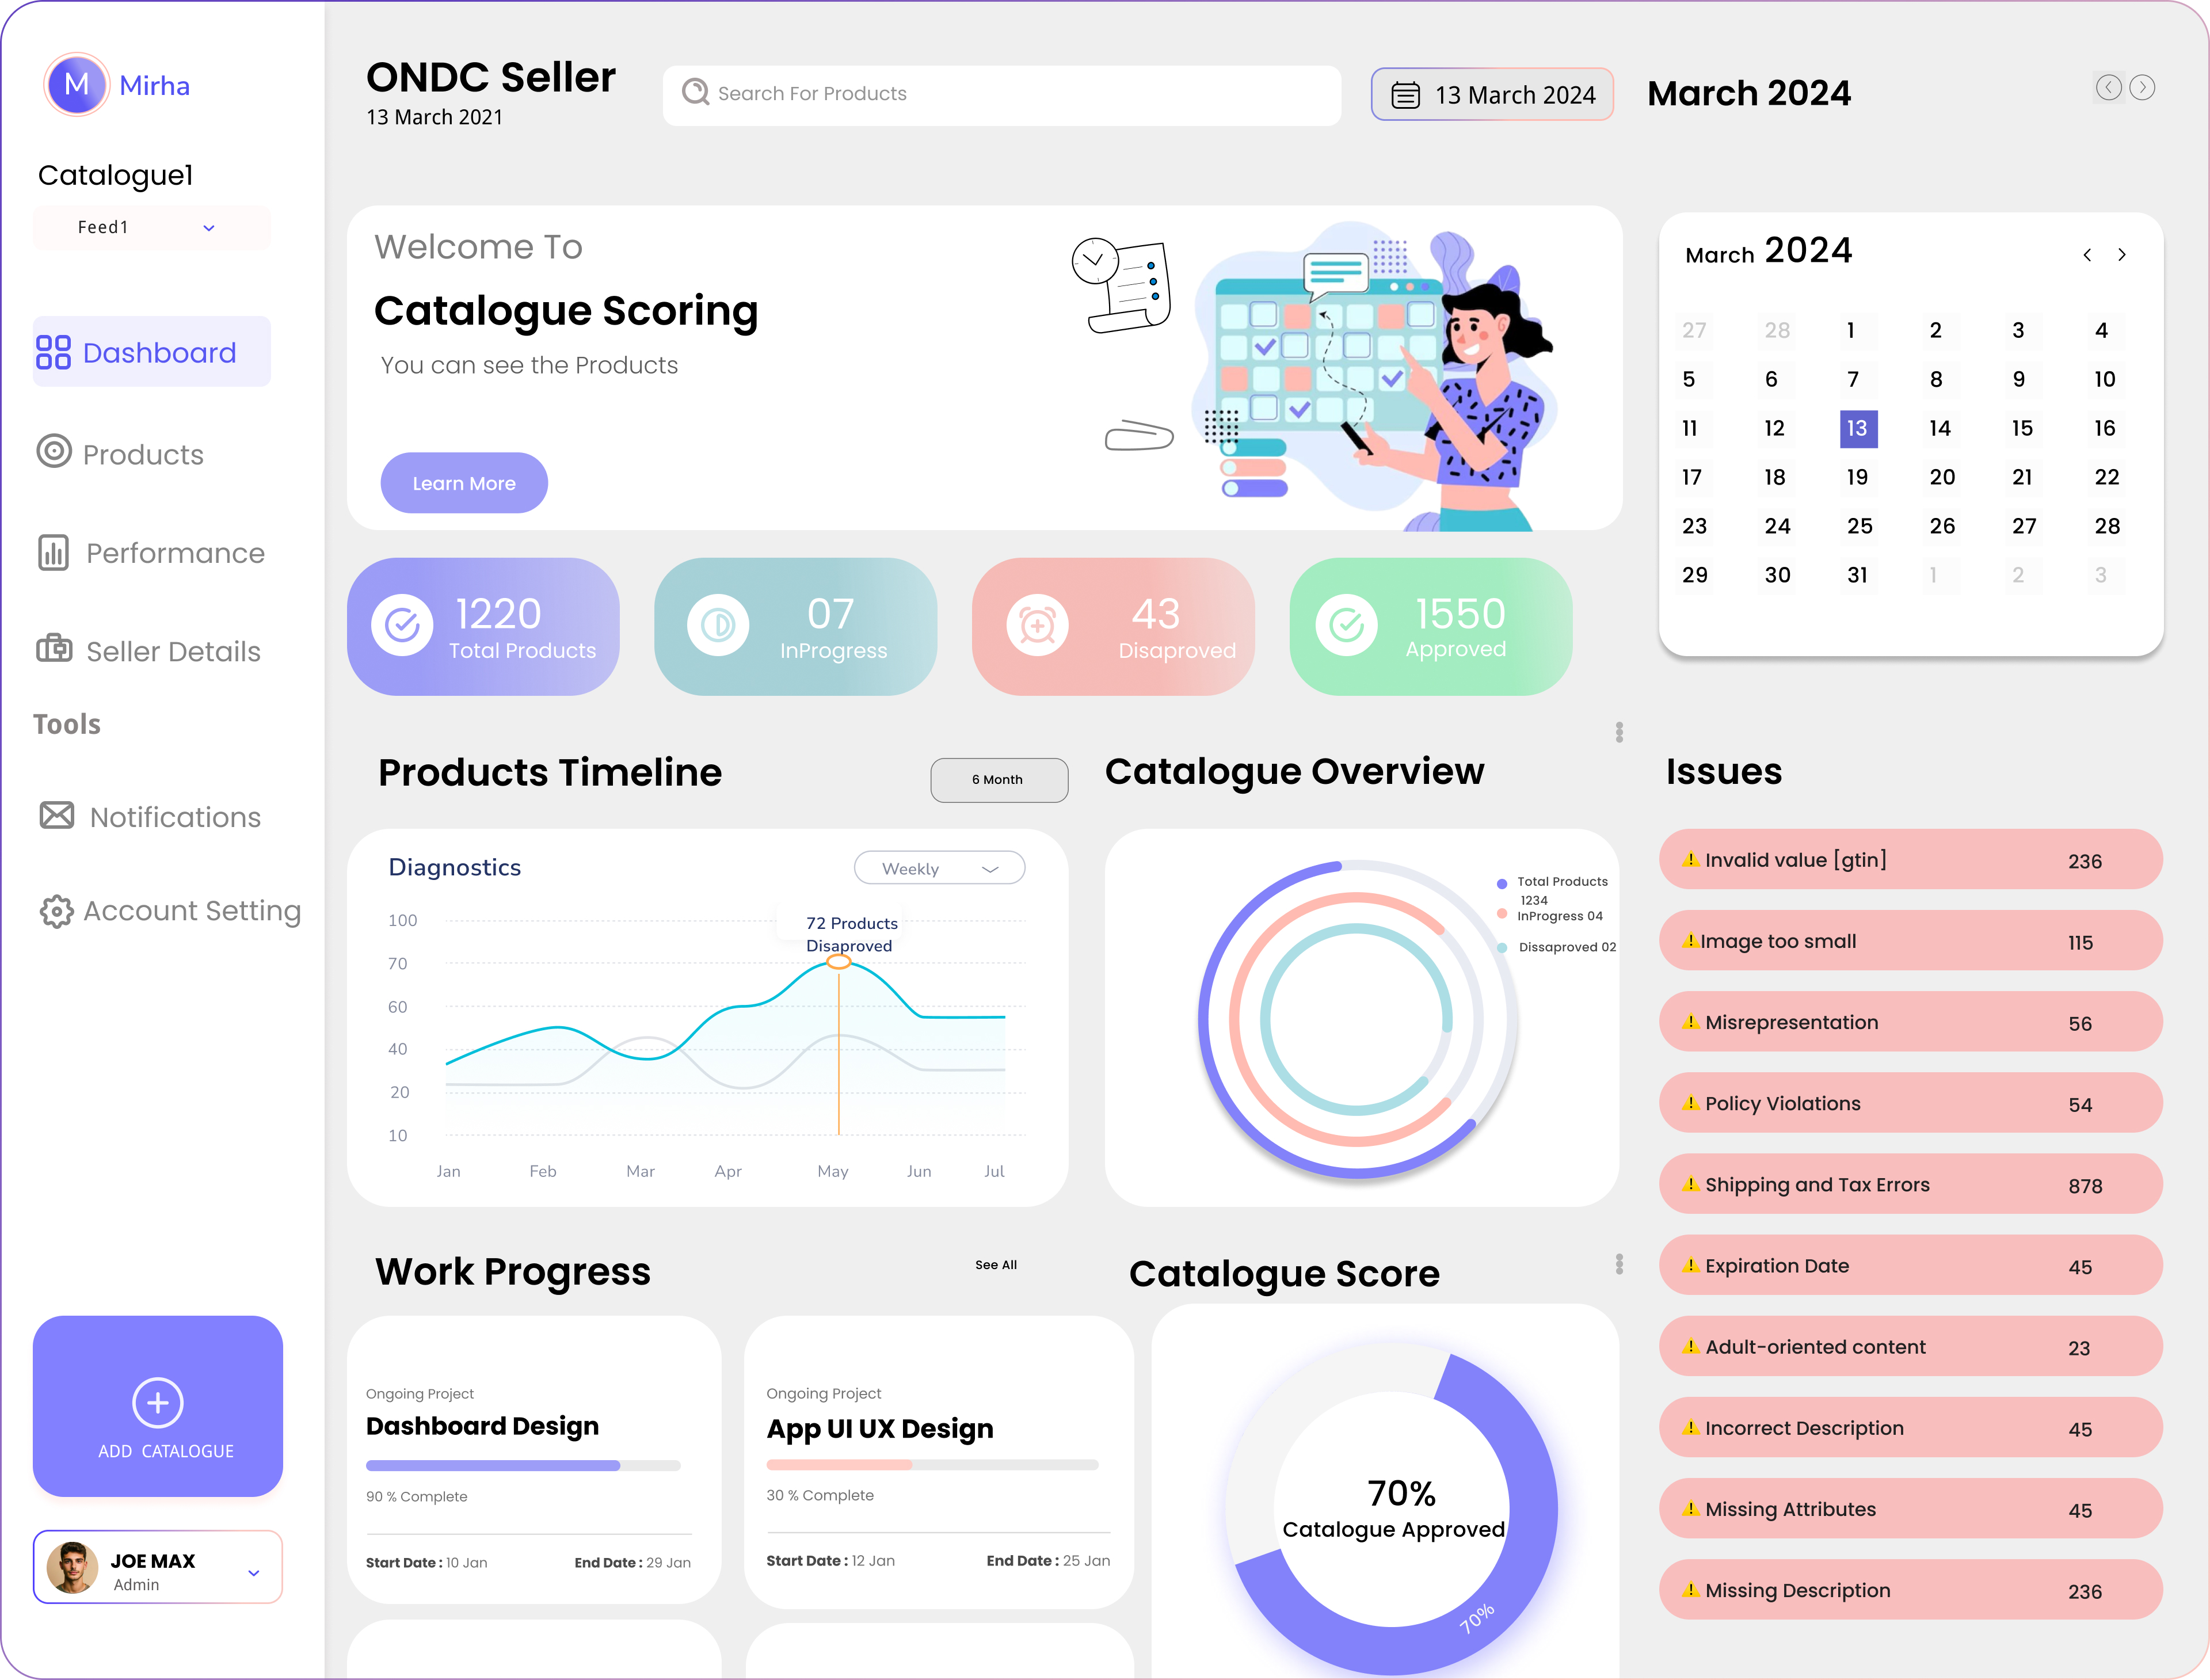 M Mirha
Catalogue1
Feed1
Dashboard
Products
Performance
Seller Details
Tools
Notifications
Account Setting
ADD CATALOGUE
JOE MAX
Admin
ONDC Seller
13 March 2021
Search For Products
13 March 2024
March 2024
Welcome To
Catalogue Scoring
You can see the Products
Learn More
March 2024
27 28 1 2 3 4
5 6 7 8 9 10
11 12 13 14 15 16
17 18 19 20 21 22
23 24 25 26 27 28
29 30 31 1 2 3
1220
Total Products
07
InProgress
43
Disaproved
1550
Approved
Products Timeline
6 Month
Diagnostics
Weekly
72 Products
Disaproved
100
70
60
40
20
10
Jan Feb Mar Apr May Jun Jul
Catalogue Overview
Total Products
1234
InProgress 04
Dissaproved 02
Issues
Invalid value [gtin] 236
Image too small 115
Misrepresentation 56
Policy Violations 54
Shipping and Tax Errors 878
Expiration Date 45
Adult-oriented content 23
Incorrect Description 45
Missing Attributes 45
Missing Description 236
Work Progress
See All
Ongoing Project
Dashboard Design
90 % Complete
Start Date : 10 Jan End Date : 29 Jan
Ongoing Project
App UI UX Design
30 % Complete
Start Date : 12 Jan End Date : 25 Jan
Catalogue Score
70%
Catalogue Approved
70%